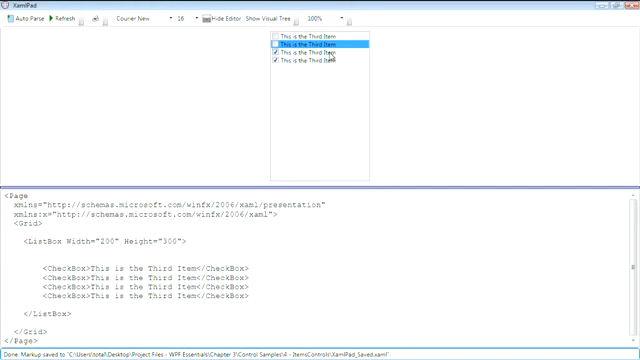 XamlPad
Auto Parse Refresh Courier New 16 Hide Editor Show Visual Tree 100%
This is the Third Item
This is the Third Item
This is the Third Item
This is the Third Item
<Page
xmlns="http://schemas.microsoft.com/winfx/2006/xaml/presentation"
xmlns:x="http://schemas.microsoft.com/winfx/2006/xaml">
<Grid>
<ListBox Width="200" Height="300">
<CheckBox>This is the Third Item</CheckBox>
<CheckBox>This is the Third Item</CheckBox>
<CheckBox>This is the Third Item</CheckBox>
<CheckBox>This is the Third Item</CheckBox>
</ListBox>
</Grid>
</Page>
Done. Markup saved to "C:\Users\total\Desktop\Project Files - WPF Essentials\Chapter 3\Control Samples\4 - ItemsControls\XamlPad_Saved.xaml"